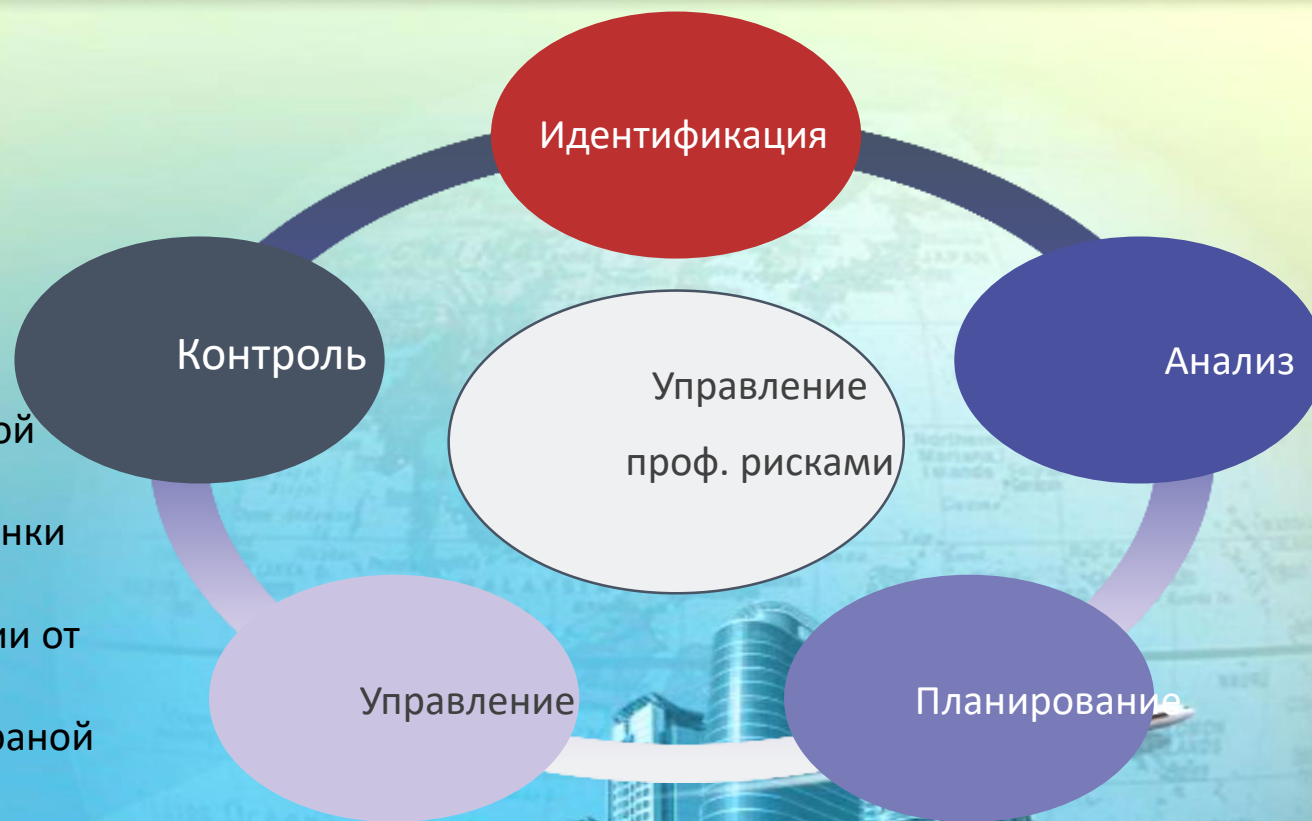 Идентификация
Контроль
Анализ
Управление
проф. рисками
Управление
Планирование